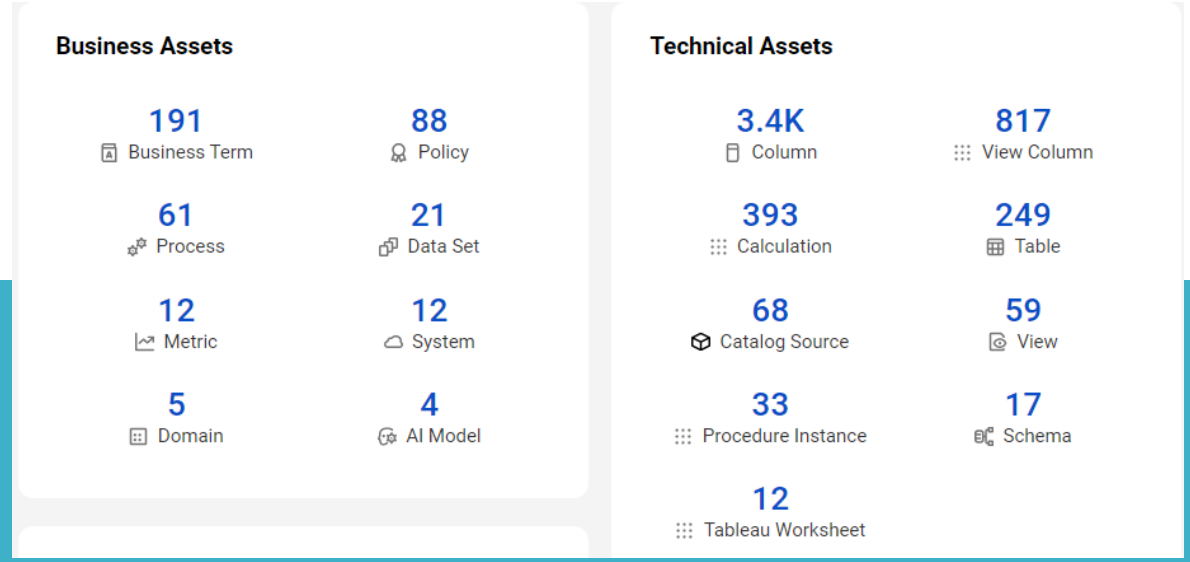 Business Assets
191
Business Term
88
Policy
61
Process
21
Data Set
12
Metric
12
System
5
Domain
4
AI Model
Technical Assets
3.4K
Column
817
View Column
393
Calculation
249
Table
68
Catalog Source
59
View
33
Procedure Instance
17
Schema
12
Tableau Worksheet